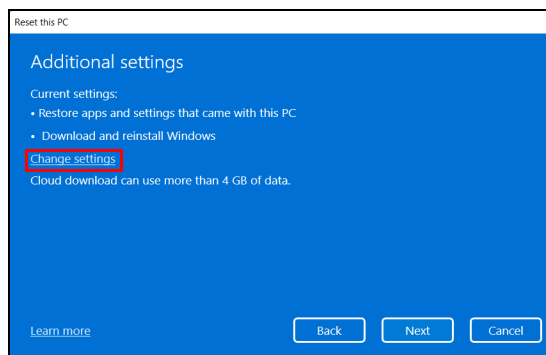 Reset this PC
Additional settings
Current settings:
• Restore apps and settings that came with this PC
• Download and reinstall Windows
Change settings
Cloud download can use more than 4 GB of data.
Learn more
Back
Next
Cancel